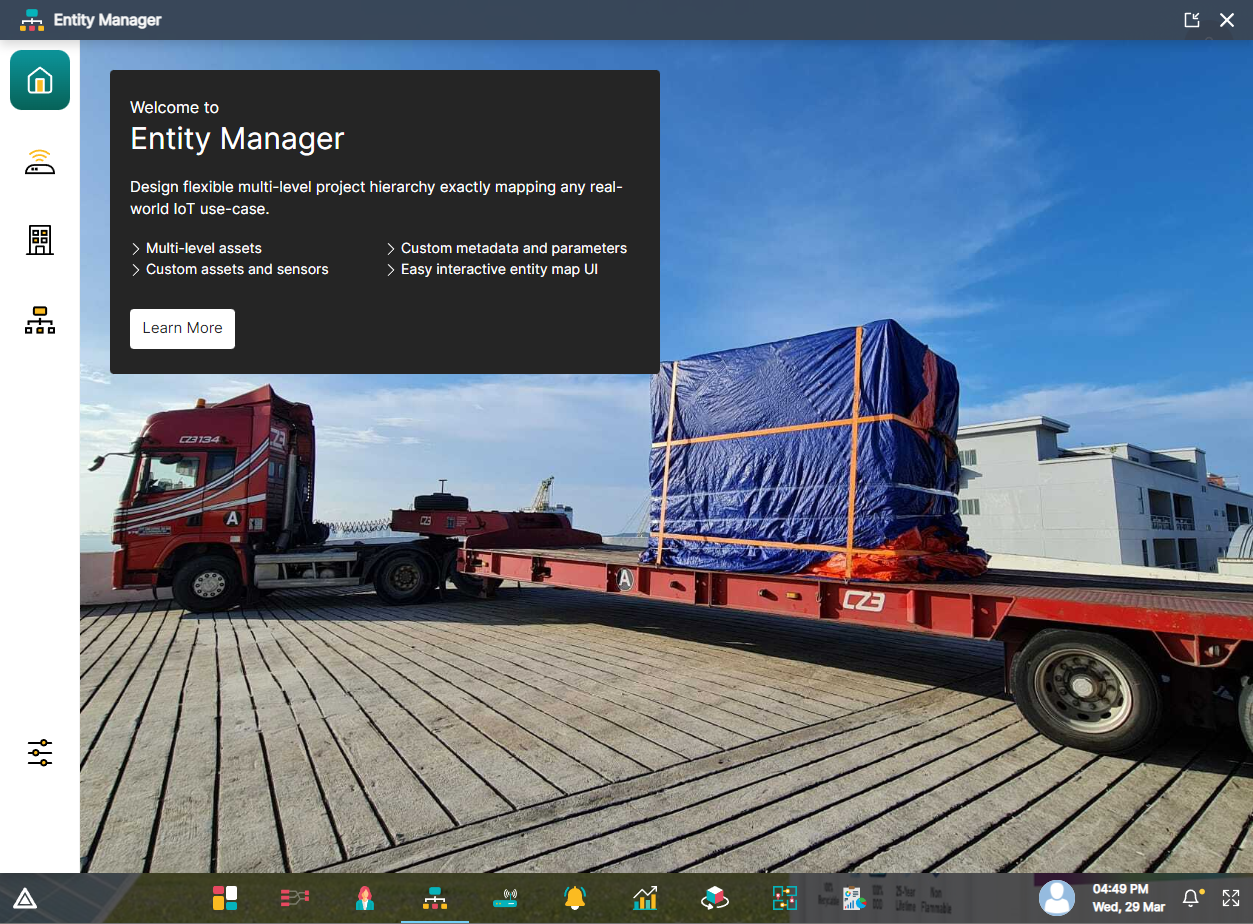 Entity Manager
Welcome to
Entity Manager
Design flexible multi-level project hierarchy exactly mapping any real-
world IoT use-case.
Multi-level assets
Custom metadata and parameters
Custom assets and sensors
Easy interactive entity map UI
Learn More
CZ3134
CZ3
A
CZ3
A
CZ3
04:49 PM
Wed, 29 Mar